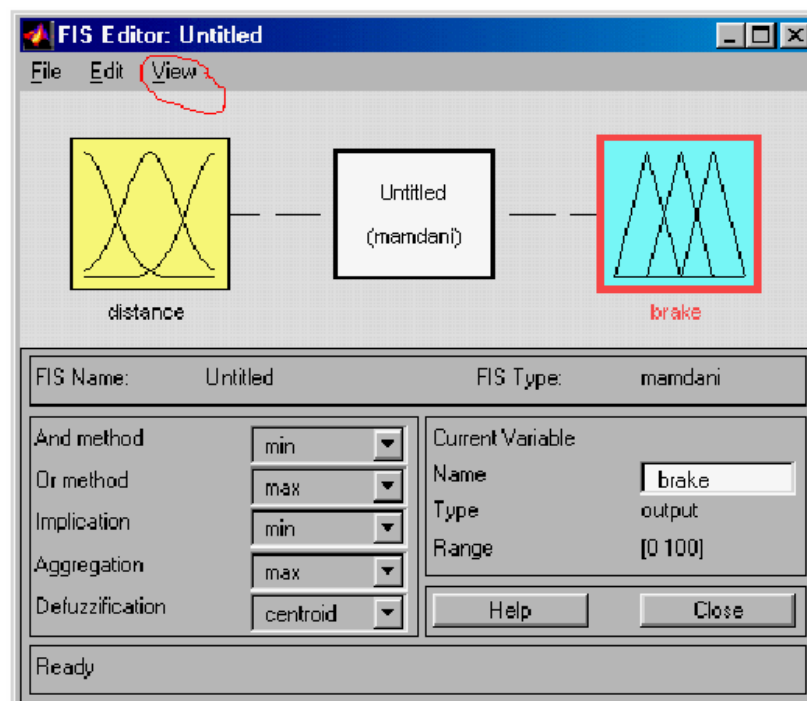 FIS Editor: Untitled
File Edit View
Untitled
(mamdani)
distance
brake
FIS Name: Untitled FIS Type: mamdani
And method min
Or method max
Implication min
Aggregation max
Defuzzification centroid
Current Variable
Name brake
Type output
Range [0 100]
Help Close
Ready